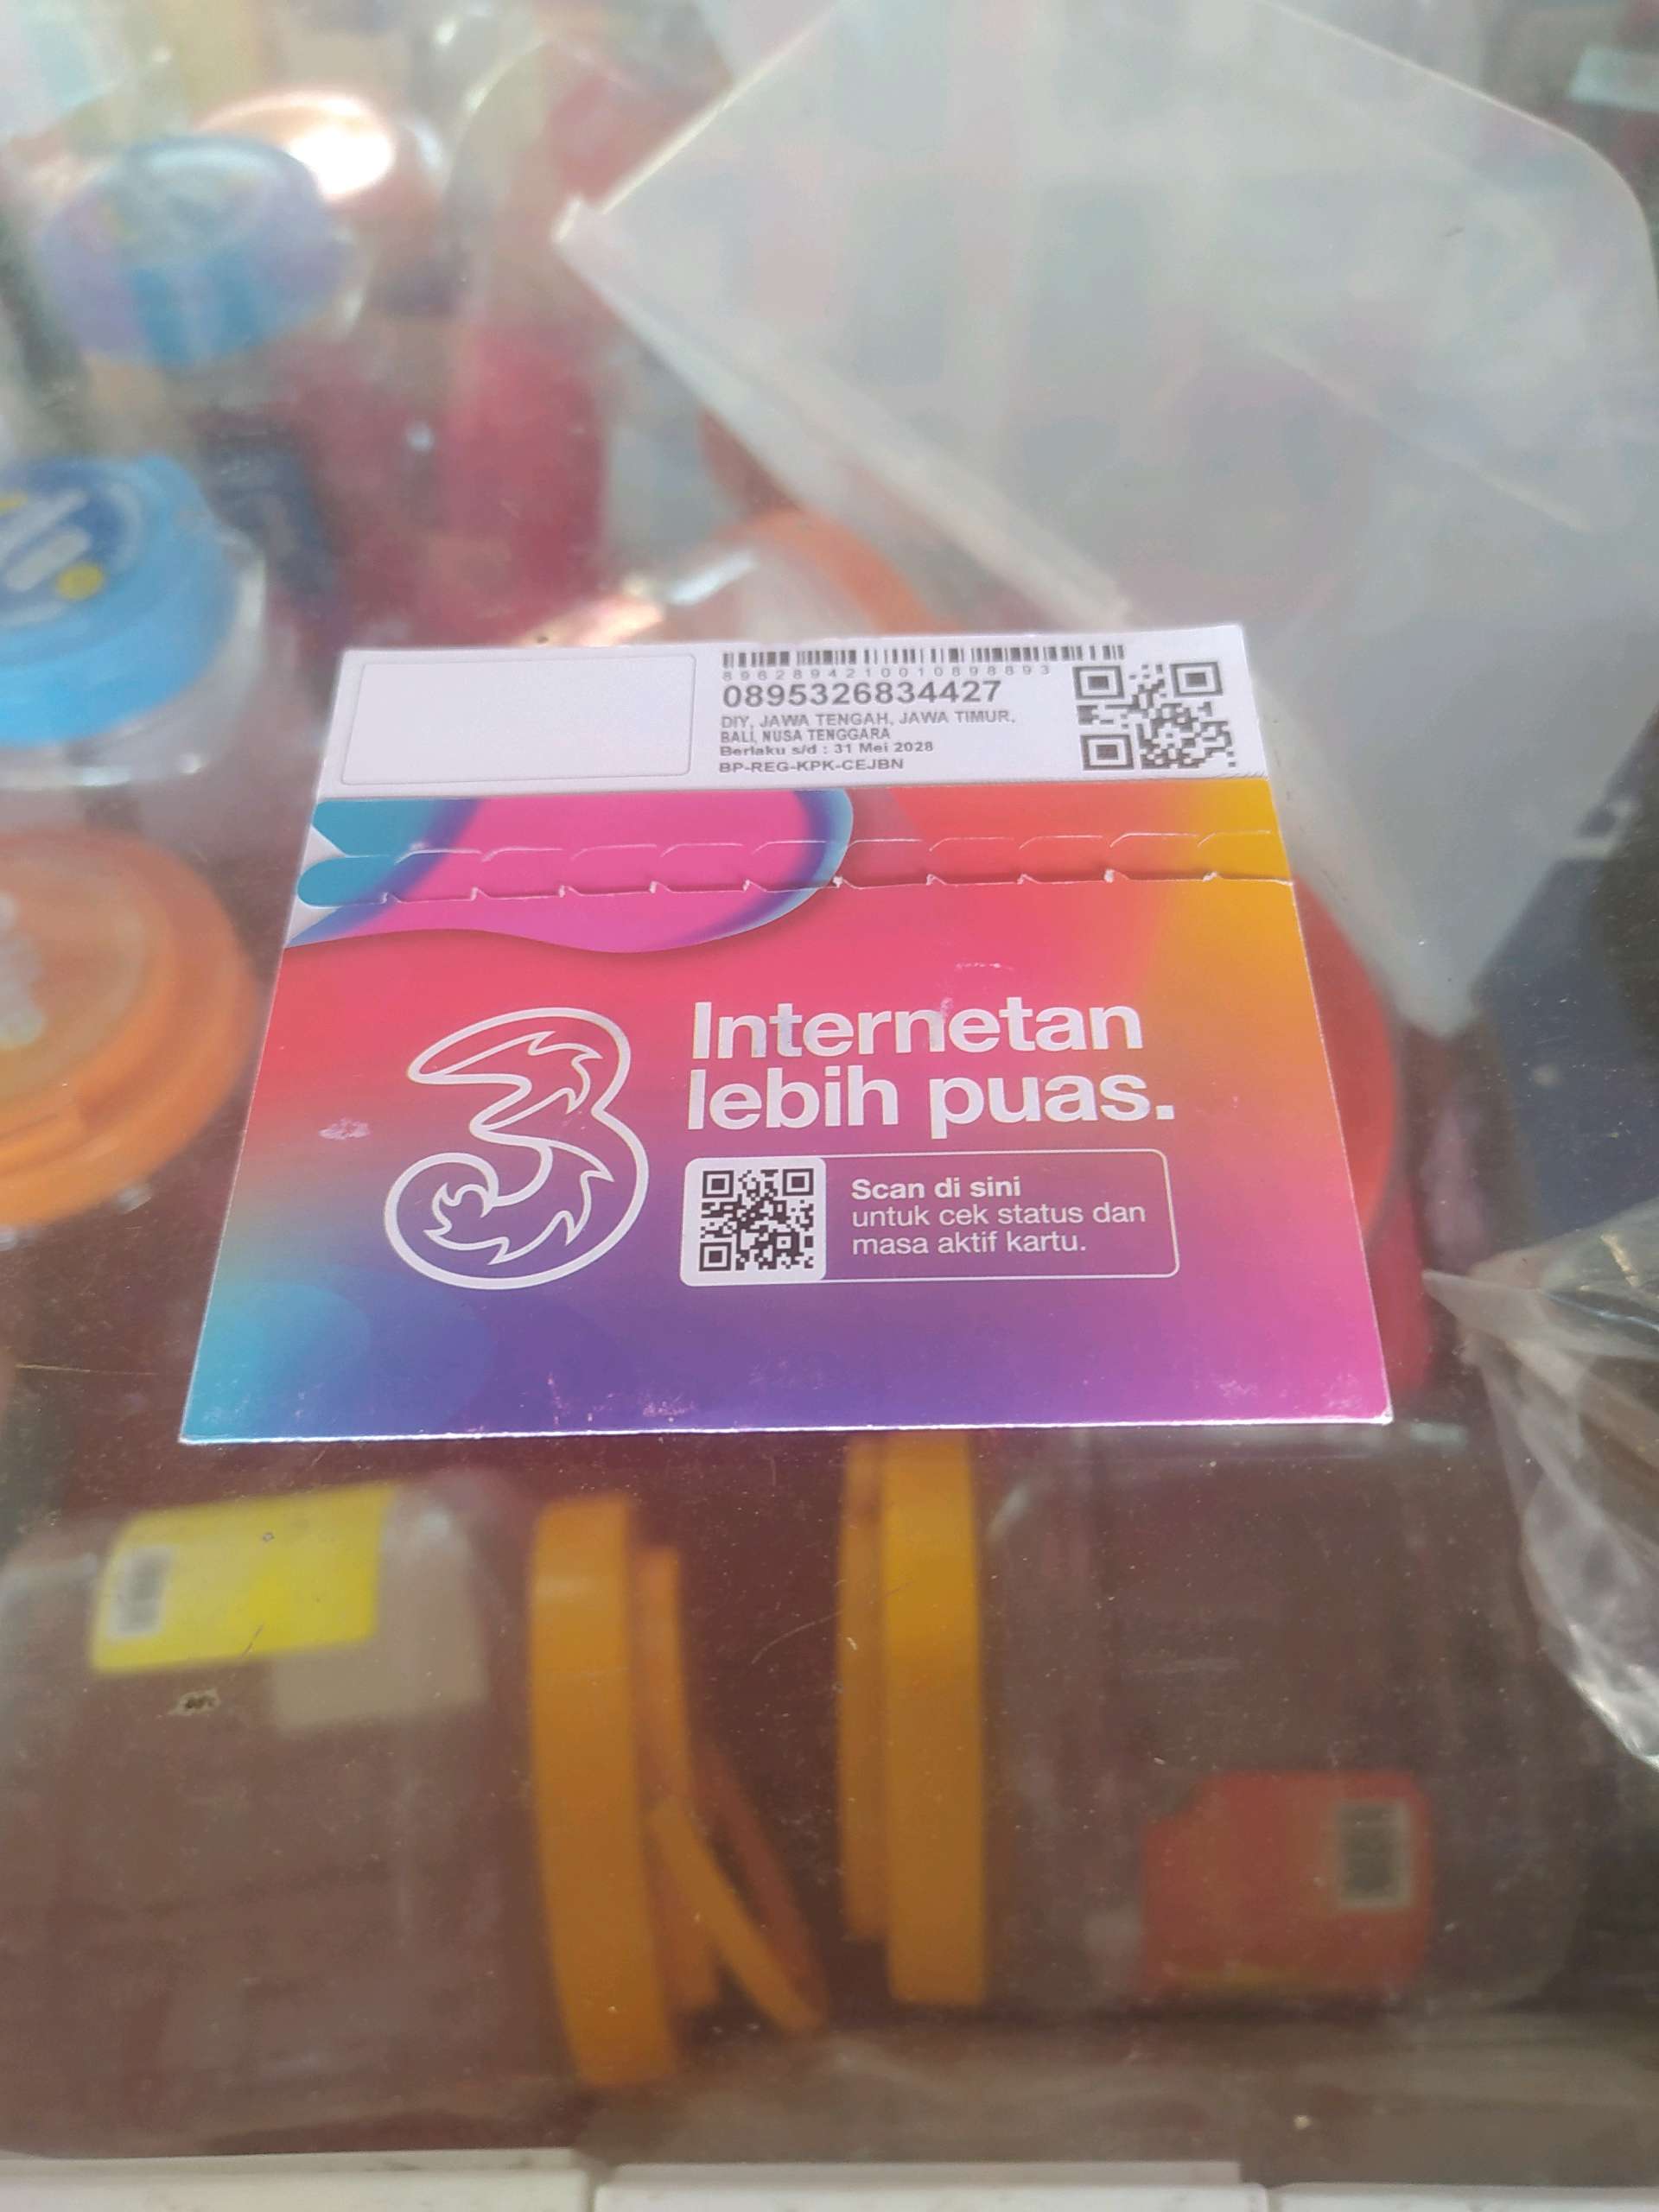 8962894210010898893
0895326834427
DIY, JAWA TENGAH, JAWA TIMUR,
BALI, NUSA TENGGARA
Berlaku s/d : 31 Mei 2028
BP-REG-KPK-CEJBN
3
Internetan
lebih puas.
Scan di sini
untuk cek status dan
masa aktif kartu.